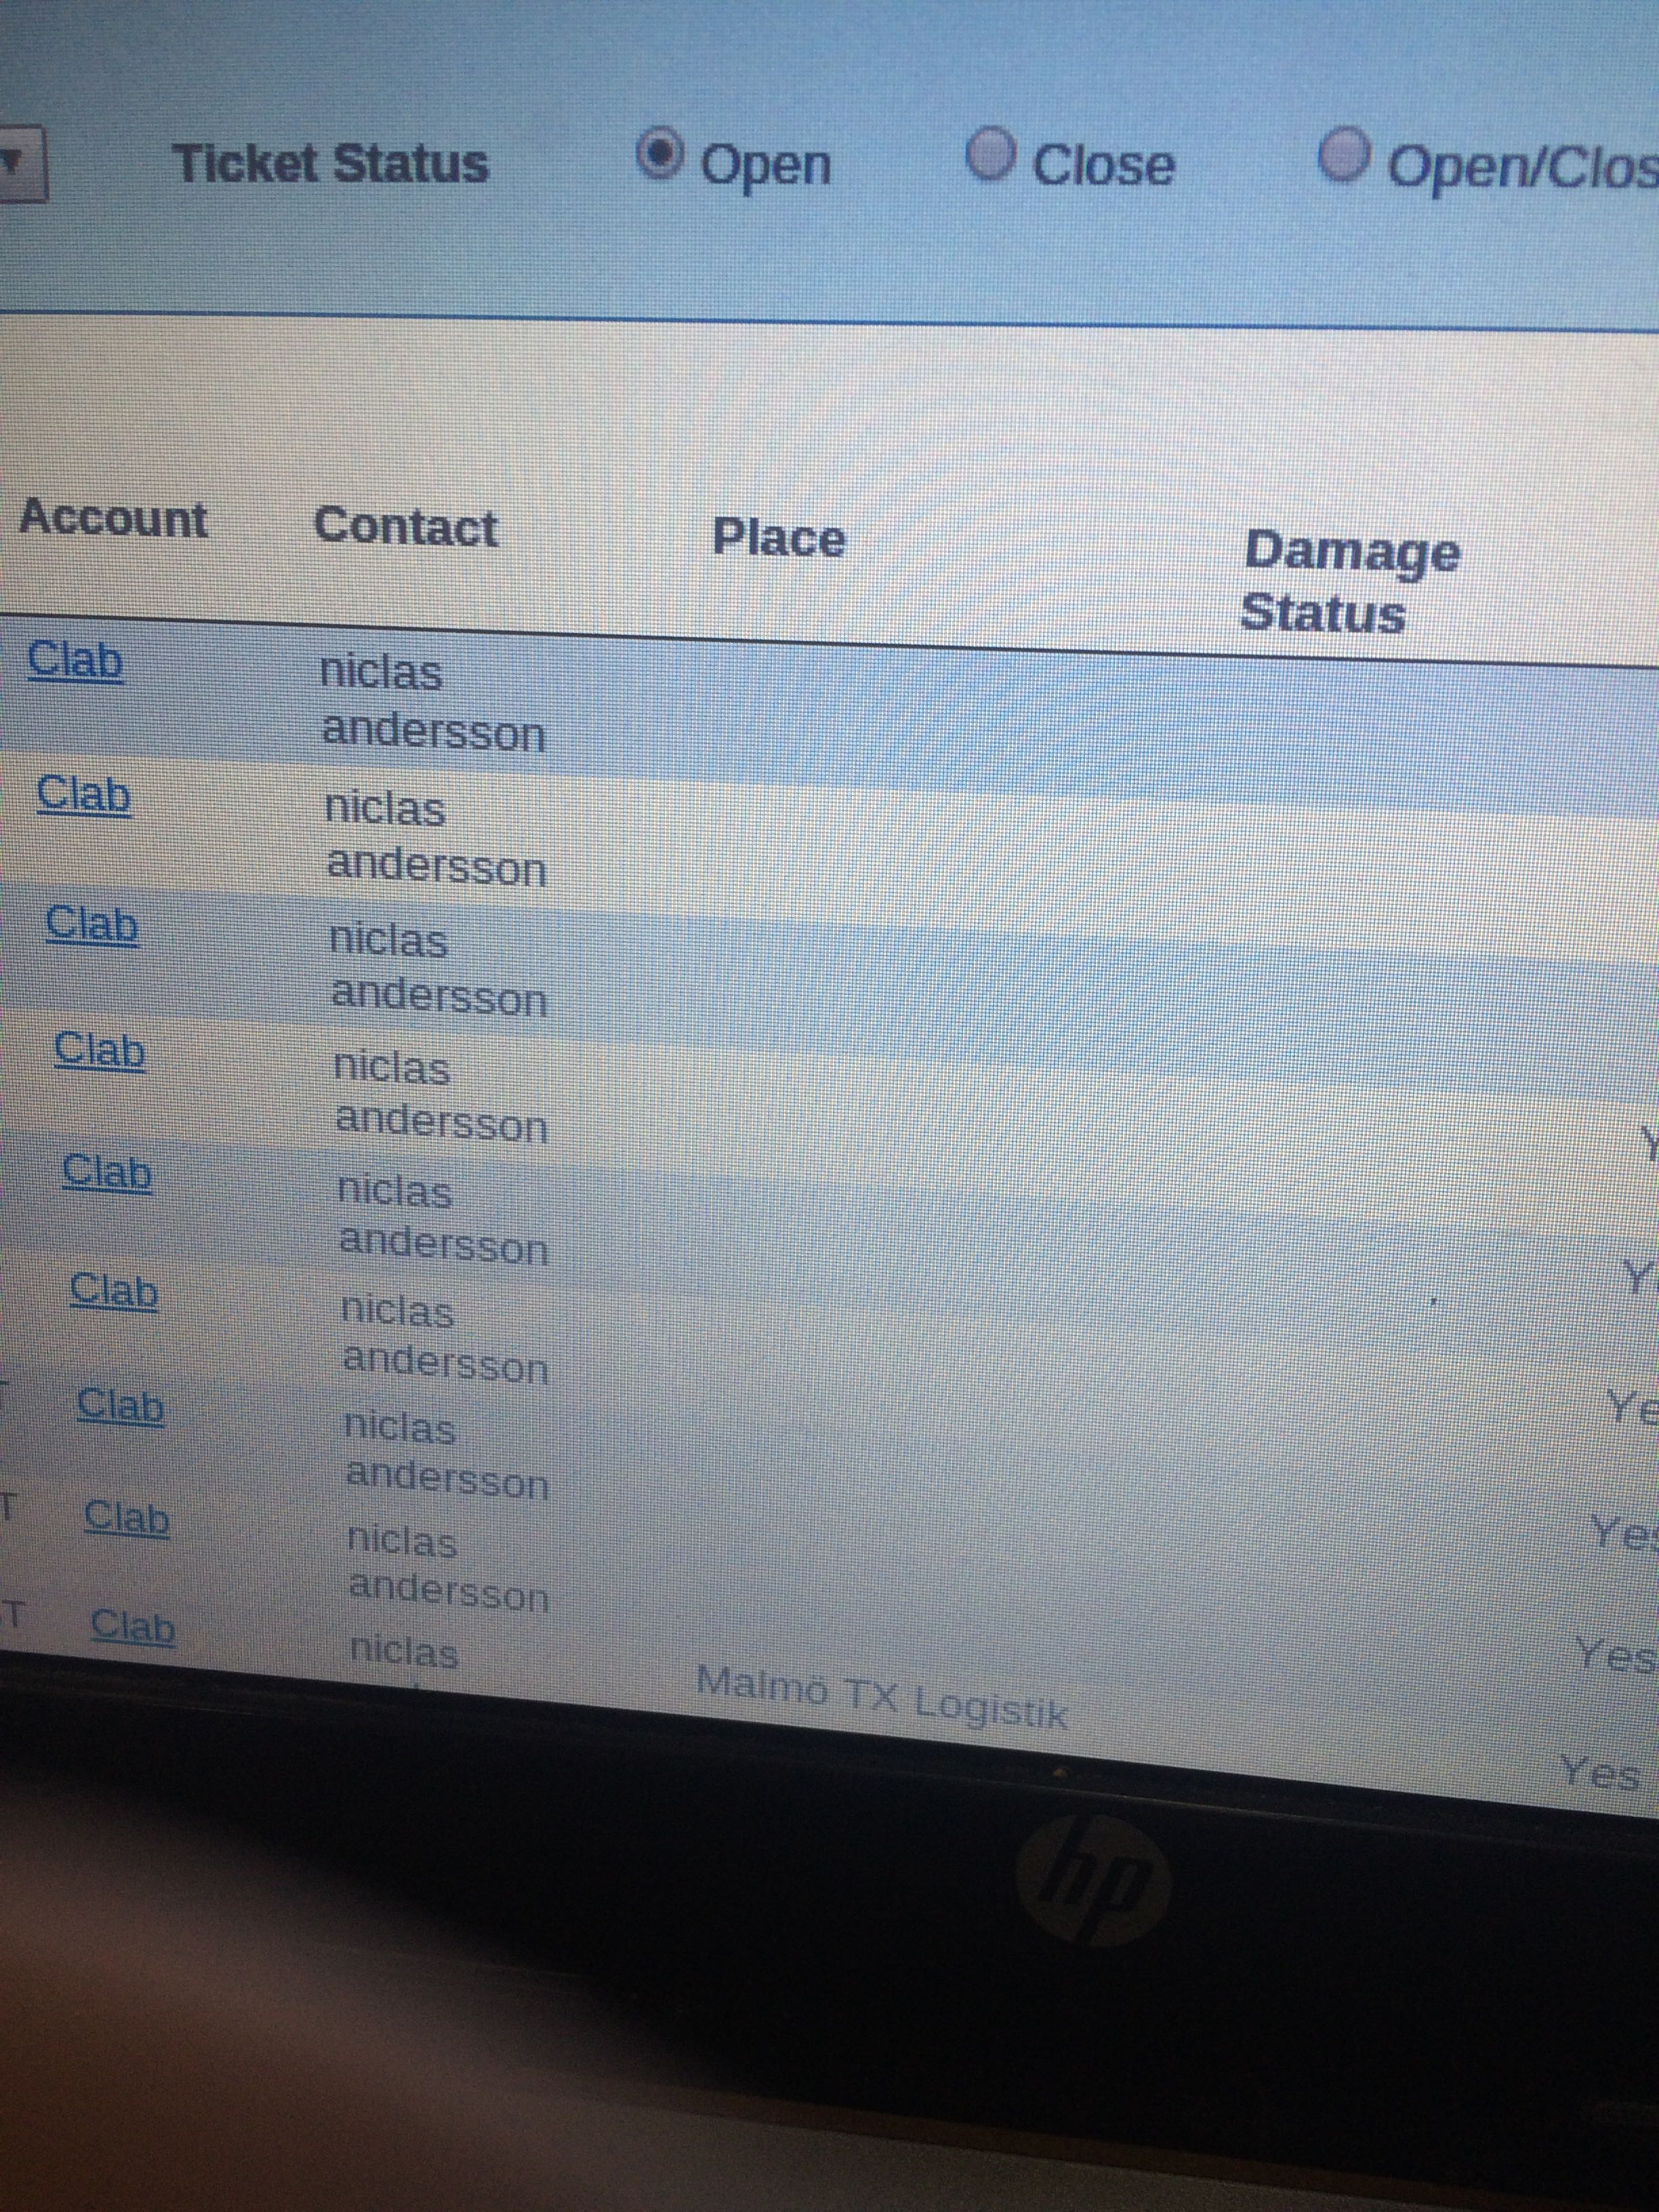 Ticket Status Open Close Open/Clos
Account Contact Place Damage
Status
Clab niclas
andersson
Clab niclas
andersson
Clab niclas
andersson
Clab niclas
andersson Y
Clab niclas
andersson Y
Clab niclas
andersson Ye
Clab niclas
andersson Yes
T Clab niclas
andersson Yes
T Clab niclas Malmö TX Logistik Yes
hp